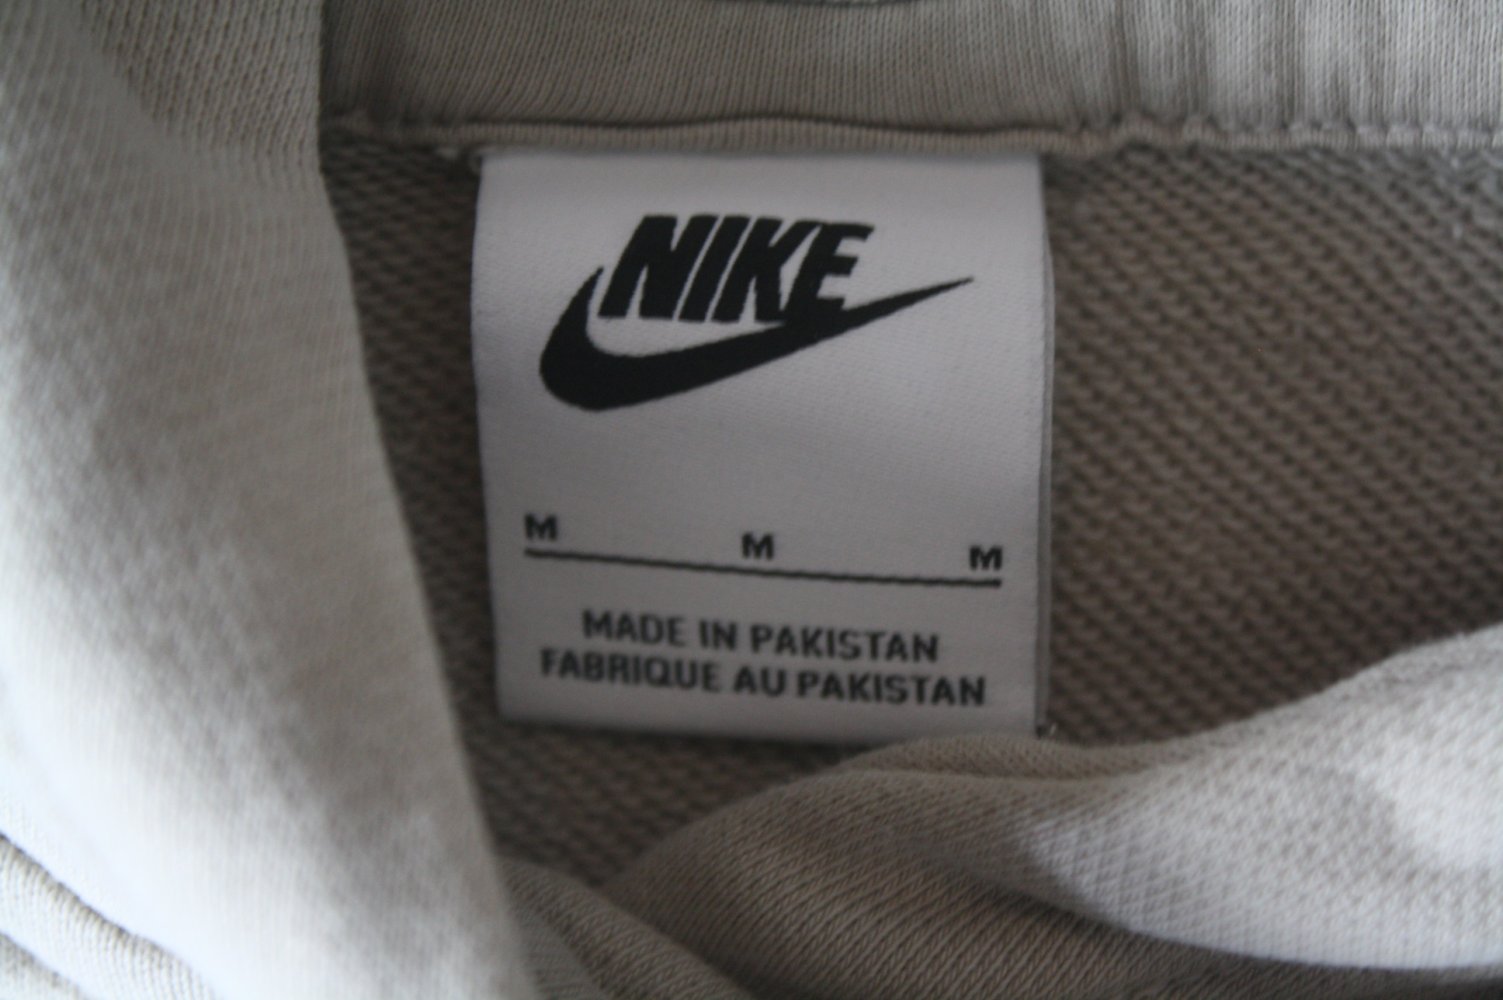 NIKE
M M M
MADE IN PAKISTAN
FABRIQUE AU PAKISTAN